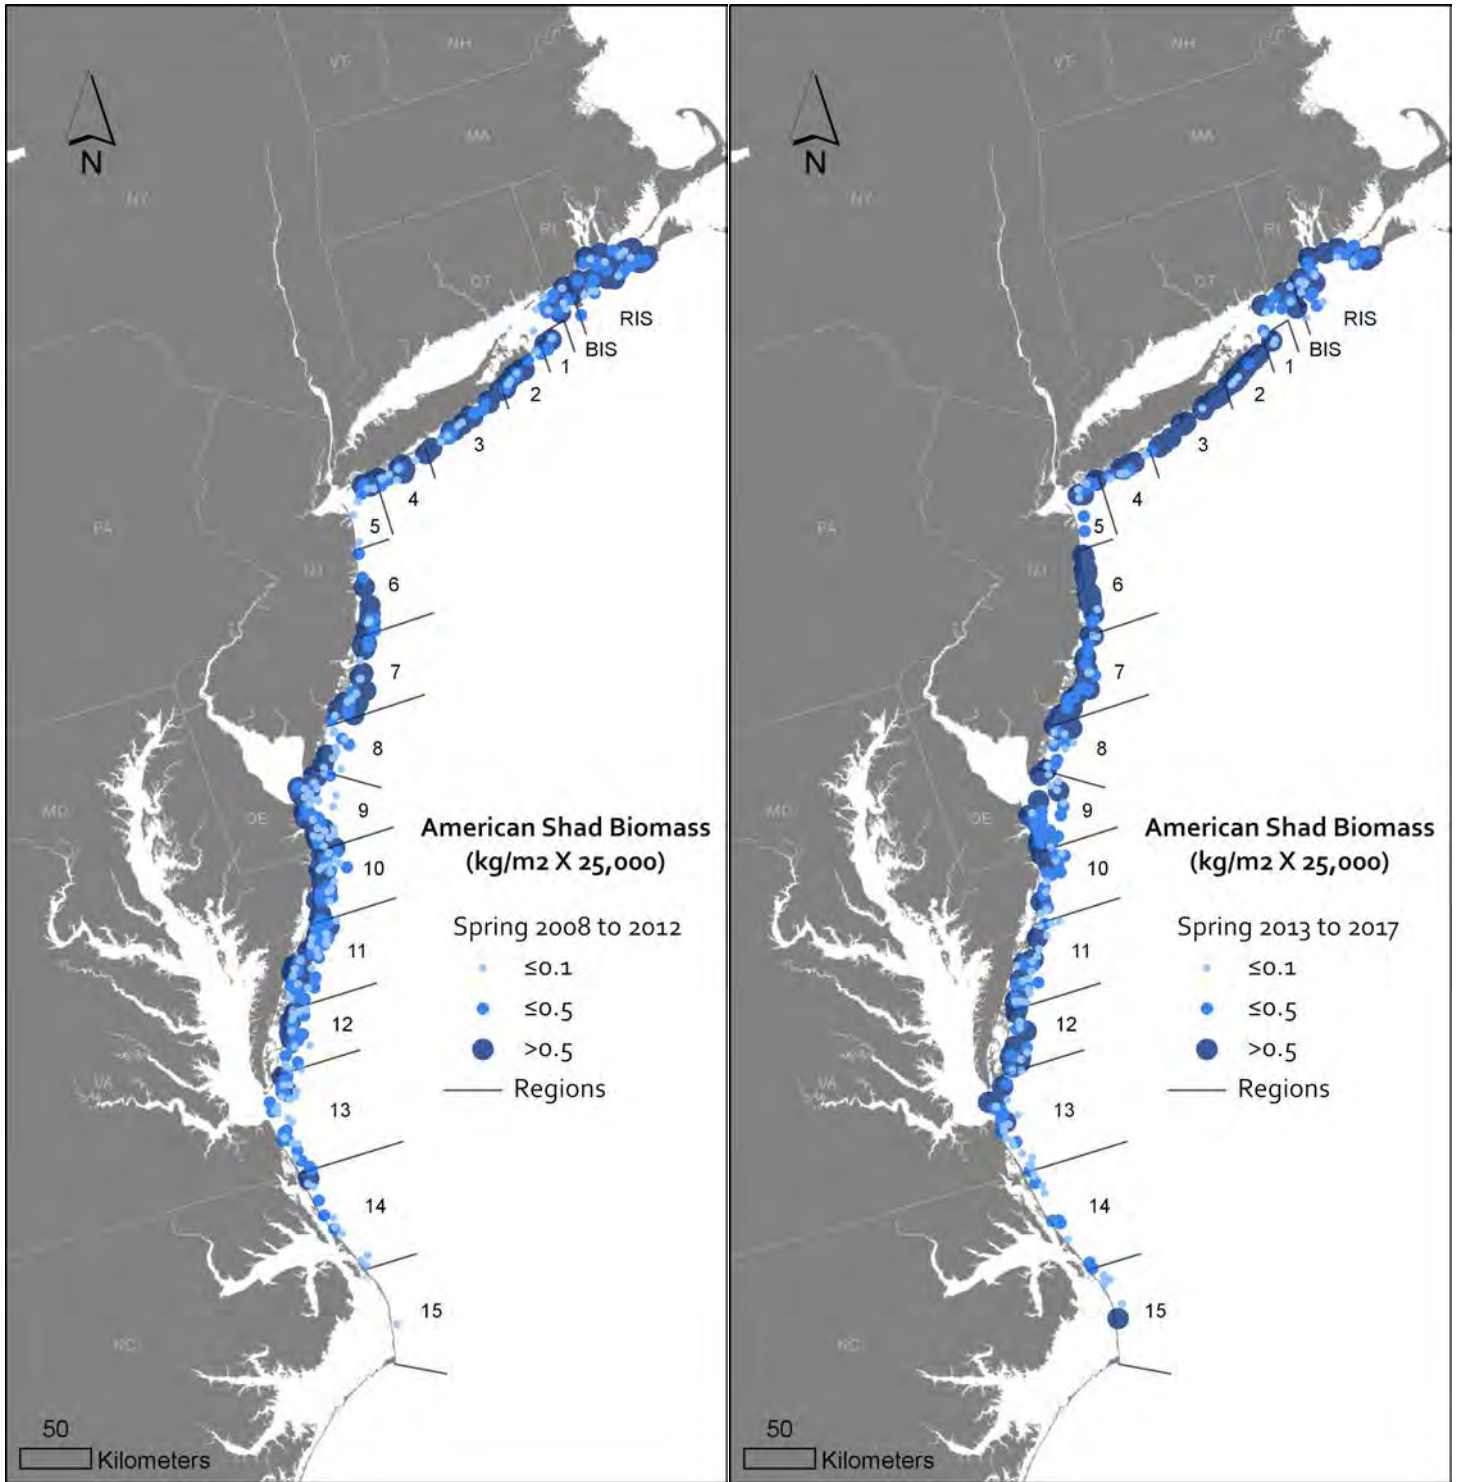 NH
VT
N
MA
NY
RI
CT
RIS
BIS
1
2
3
4
5
PA
NJ
6
7
8
MD
DE
9
American Shad Biomass
(kg/m2 X 25,000)
10
Spring 2008 to 2012
11
≤0.1
≤0.5
12
>0.5
VA
Regions
13
14
15
NC
50
Kilometers
NH
VT
N
MA
NY
RI
CT
RIS
BIS
1
2
3
4
5
PA
NJ
6
7
8
MD
DE
9
American Shad Biomass
(kg/m2 X 25,000)
10
Spring 2013 to 2017
11
≤0.1
≤0.5
12
>0.5
VA
Regions
13
14
15
NC
50
Kilometers